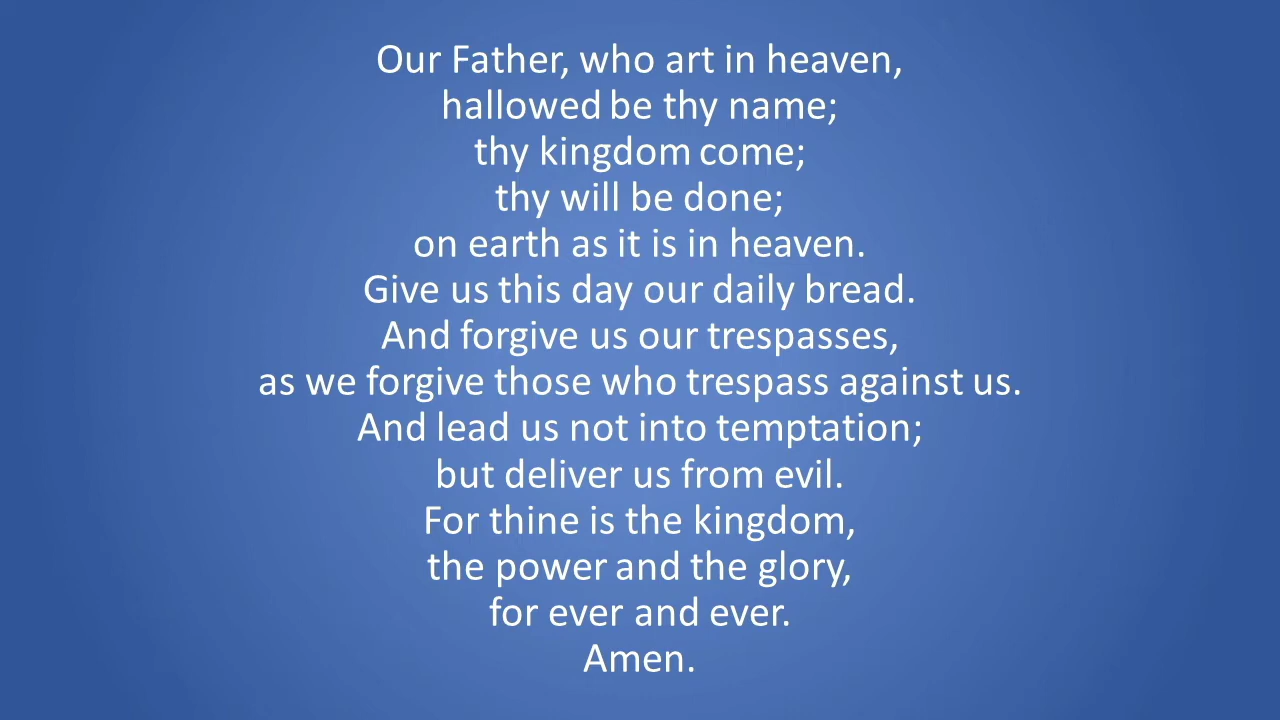 Our Father, who art in heaven,
hallowed be thy name;
thy kingdom come;
thy will be done;
on earth as it is in heaven.
Give us this day our daily bread.
And forgive us our trespasses,
as we forgive those who trespass against us.
And lead us not into temptation;
but deliver us from evil.
For thine is the kingdom,
the power and the glory,
for ever and ever.
Amen.